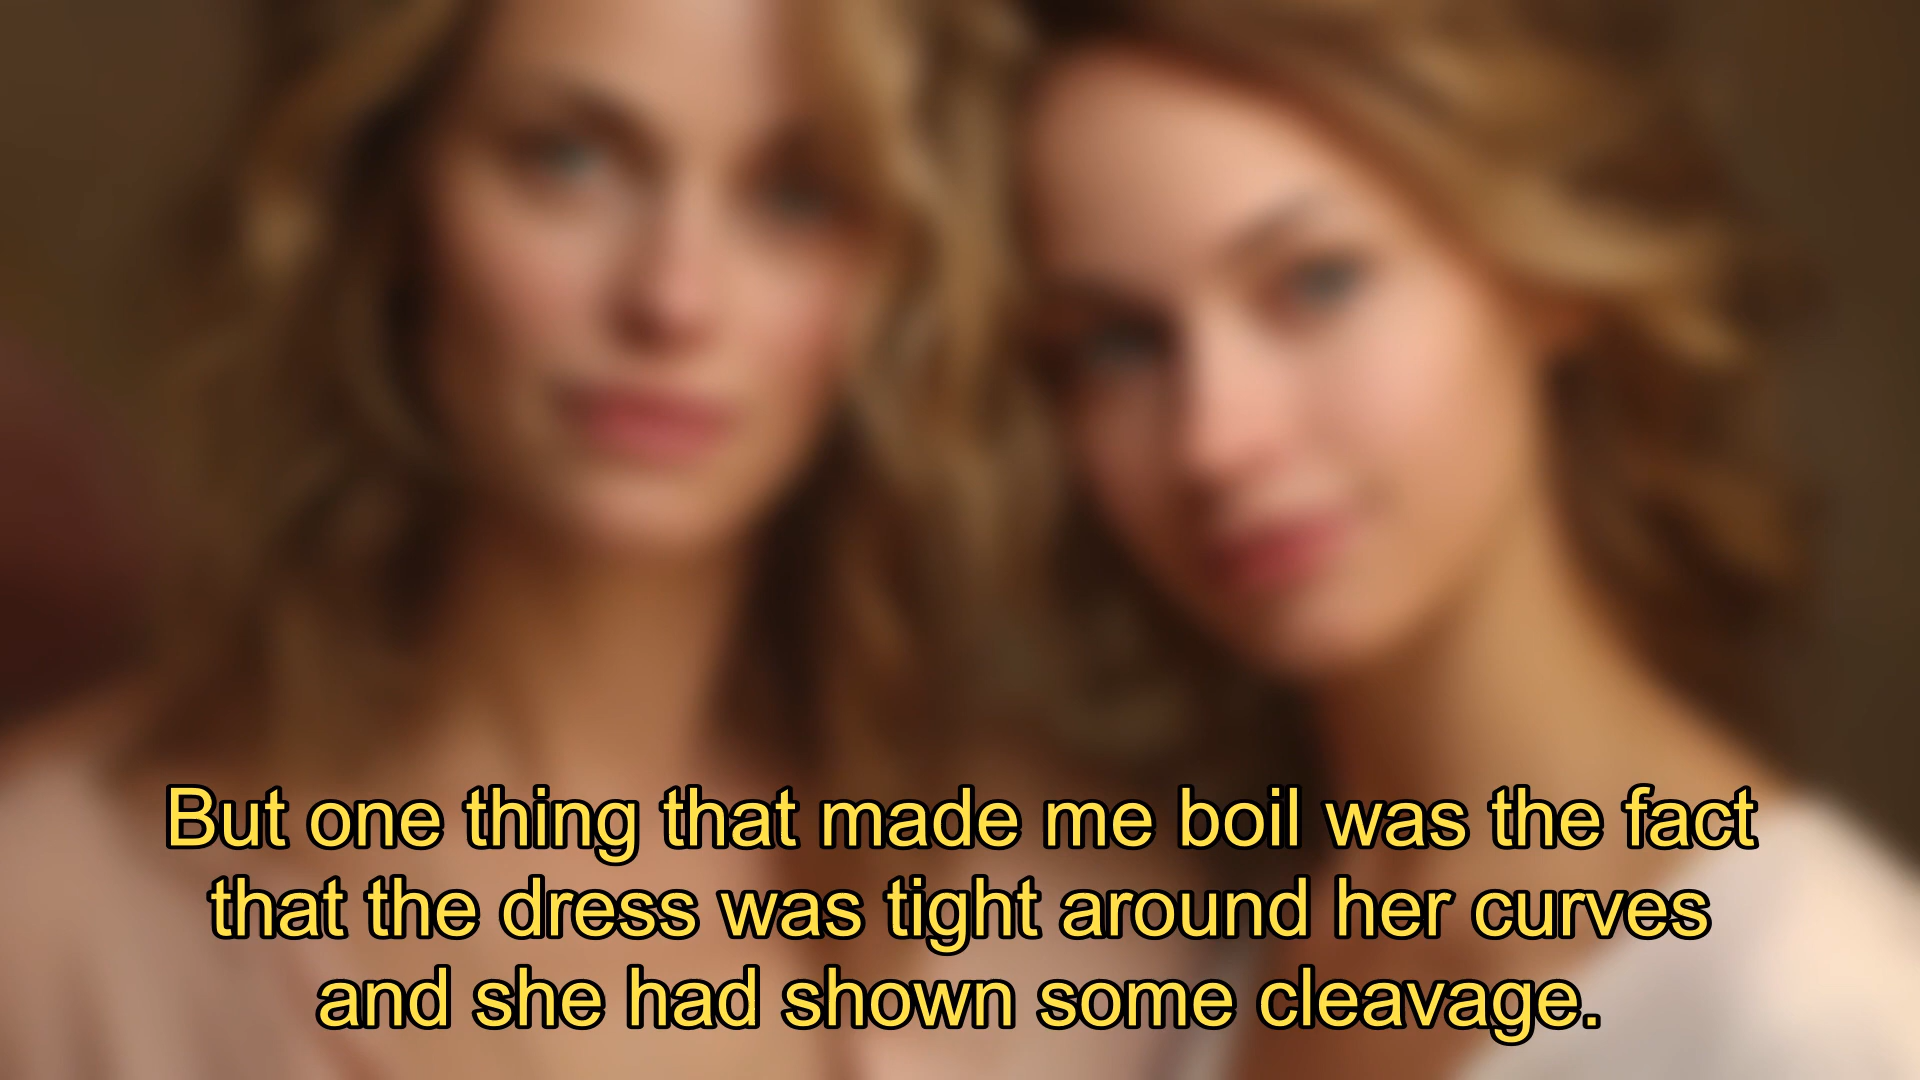 But one thing that made me boil was the fact
that the dress was tight around her curves
and she had shown some cleavage.